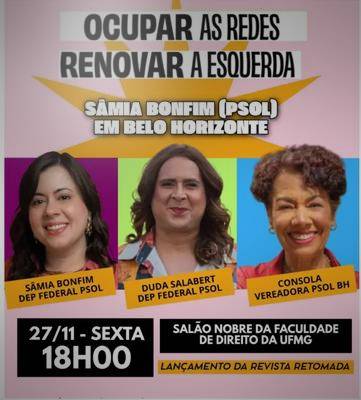 OCUPAR AS REDES
RENOVAR A ESQUERDA
SÂMIA BONFIM (PSOL)
EM BELO HORIZONTE
SÂMIA BONFIM
DEP FEDERAL PSOL
DUDA SALABERT
DEP FEDERAL PSOL
CONSOLA
VEREADORA PSOL BH
27/11 - SEXTA
18H00
SALÃO NOBRE DA FACULDADE
DE DIREITO DA UFMG
LANÇAMENTO DA REVISTA RETOMADA